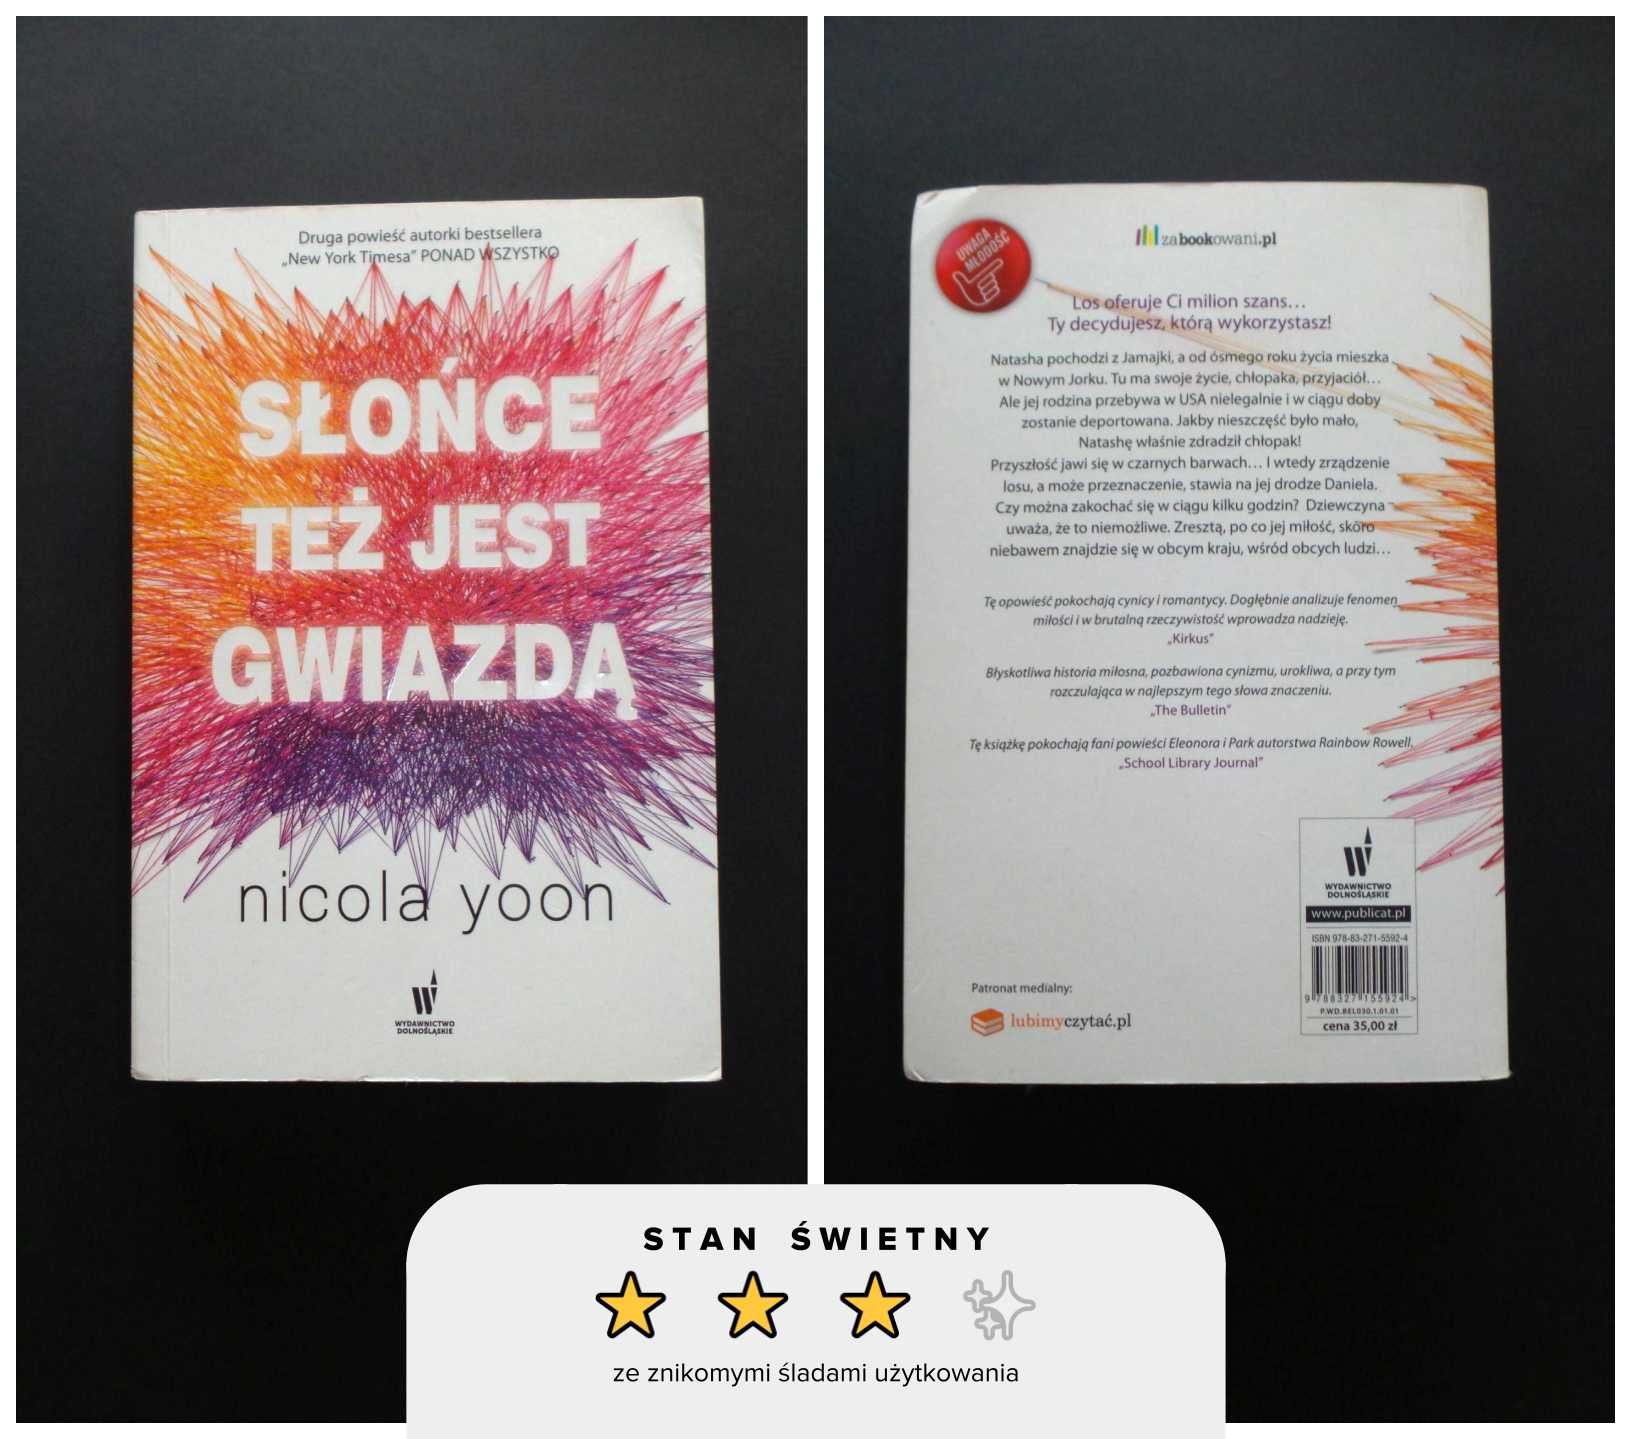 Druga powieść autorki bestsellera
„New York Timesa” PONAD WSZYSTKO
SŁOŃCE
TEŻ JEST
GWIAZDĄ
nicola yoon
W
WYDAWNICTWO
DOLNOŚLĄSKIE
UWAGA
MŁODOŚĆ
zabookowani.pl
Los oferuje Ci milion szans...
Ty decydujesz, którą wykorzystasz!
Natasha pochodzi z Jamajki, a od ósmego roku życia mieszka
w Nowym Jorku. Tu ma swoje życie, chłopaka, przyjaciół...
Ale jej rodzina przebywa w USA nielegalnie i w ciągu doby
zostanie deportowana. Jakby nieszczęść było mało,
Natashę właśnie zdradził chłopak!
Przyszłość jawi się w czarnych barwach... I wtedy zrządzenie
losu, a może przeznaczenie, stawia na jej drodze Daniela.
Czy można zakochać się w ciągu kilku godzin? Dziewczyna
uważa, że to niemożliwe. Zresztą, po co jej miłość, skoro
niebawem znajdzie się w obcym kraju, wśród obcych ludzi...
Tę opowieść pokochają cynicy i romantycy. Dogłębnie analizuje fenomen
miłości i w brutalną rzeczywistość wprowadza nadzieję.
„Kirkus”
Błyskotliwa historia miłosna, pozbawiona cynizmu, urokliwa, a przy tym
rozczulająca w najlepszym tego słowa znaczeniu.
„The Bulletin”
Tę książkę pokochają fani powieści Eleonora i Park autorstwa Rainbow Rowell.
„School Library Journal”
W
WYDAWNICTWO
DOLNOŚLĄSKIE
www.publicat.pl
ISBN 978-83-271-5592-4
9 788327 155924 >
P.WD.BEL030.1.01.01
cena 35,00 zł
Patronat medialny:
lubimyczytać.pl
STAN ŚWIETNY
ze znikomymi śladami użytkowania